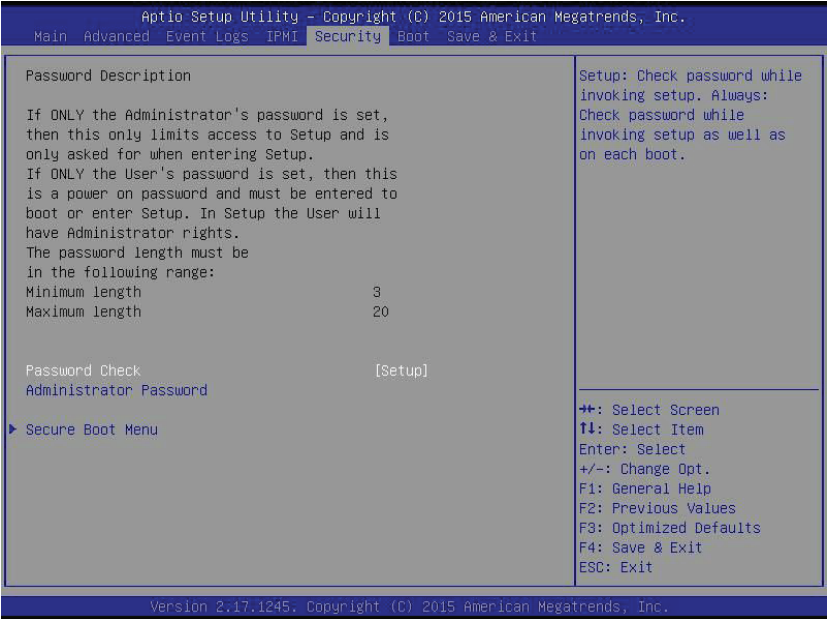 Aptio Setup Utility – Copyright (C) 2015 American Megatrends, Inc.
Main Advanced Event Logs IPMI Security Boot Save & Exit
Password Description
If ONLY the Administrator's password is set,
then this only limits access to Setup and is
only asked for when entering Setup.
If ONLY the User's password is set, then this
is a power on password and must be entered to
boot or enter Setup. In Setup the User will
have Administrator rights.
The password length must be
in the following range:
Minimum length 3
Maximum length 20
Password Check [Setup]
Administrator Password
Secure Boot Menu
Setup: Check password while
invoking setup. Always:
Check password while
invoking setup as well as
on each boot.
→←: Select Screen
↑↓: Select Item
Enter: Select
+/-: Change Opt.
F1: General Help
F2: Previous Values
F3: Optimized Defaults
F4: Save & Exit
ESC: Exit
Version 2.17.1245. Copyright (C) 2015 American Megatrends, Inc.